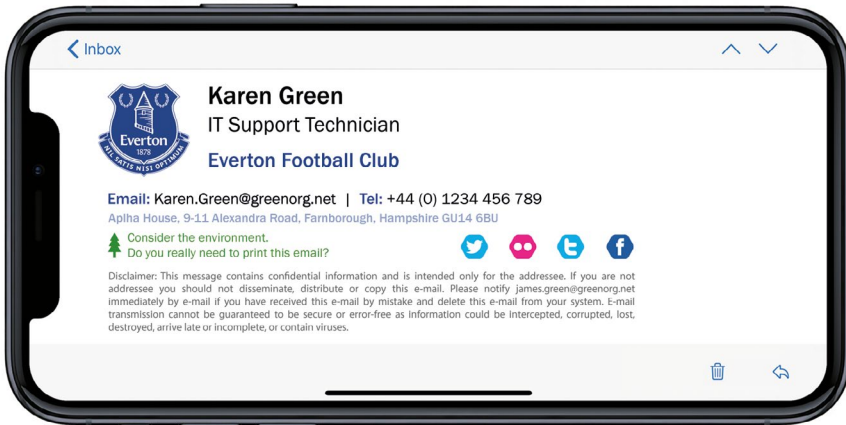 Inbox
Everton
1878
NIL SATIS NISI OPTIMUM
Karen Green
IT Support Technician
Everton Football Club
Email: Karen.Green@greenorg.net | Tel: +44 (0) 1234 456 789
Aplha House, 9-11 Alexandra Road, Farnborough, Hampshire GU14 6BU
Consider the environment.
Do you really need to print this email?
Disclaimer: This message contains confidential information and is intended only for the addressee. If you are not
addressee you should not disseminate, distribute or copy this e-mail. Please notify james.green@greenorg.net
immediately by e-mail if you have received this e-mail by mistake and delete this e-mail from your system. E-mail
transmission cannot be guaranteed to be secure or error-free as information could be intercepted, corrupted, lost,
destroyed, arrive late or incomplete, or contain viruses.